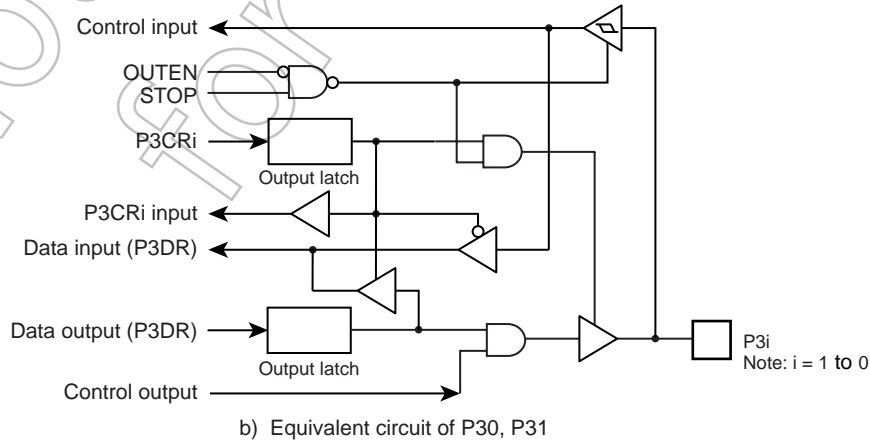 Control input
OUTEN
STOP
P3CRi
Output latch
P3CRi input
Data input (P3DR)
Data output (P3DR)
Output latch
Control output
P3i
Note: i = 1 to 0
b) Equivalent circuit of P30, P31
for